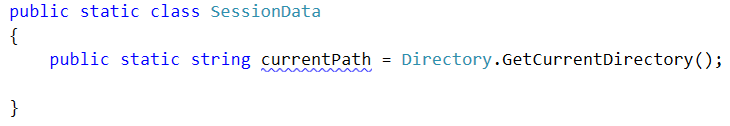 public static class SessionData
{
    public static string currentPath = Directory.GetCurrentDirectory();
}